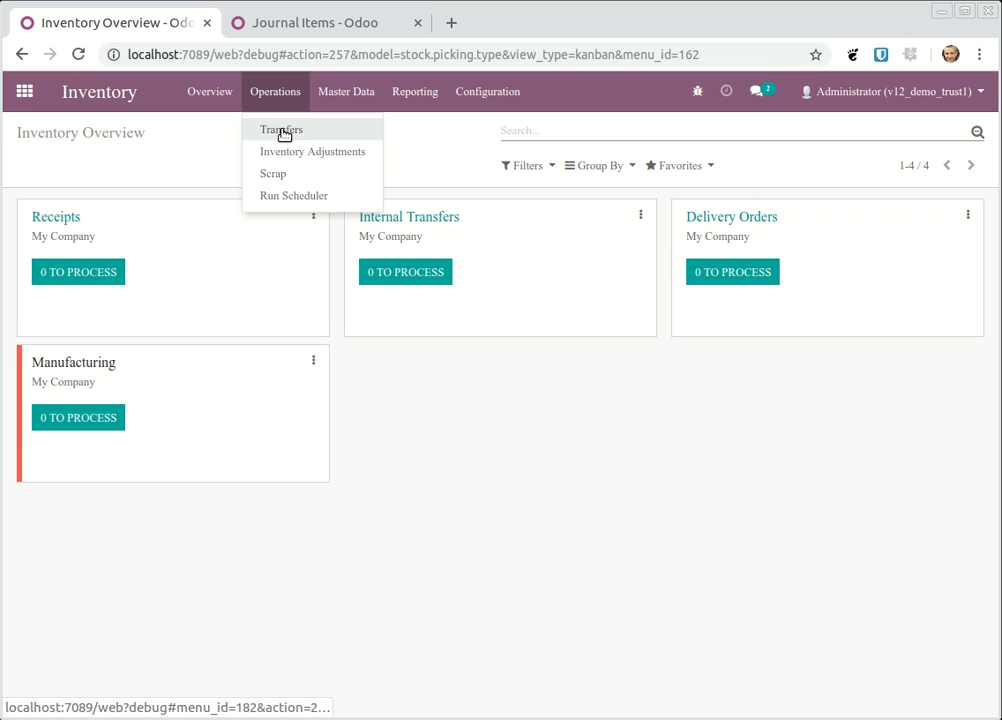 Inventory Overview - Odo
Journal Items - Odoo
localhost:7089/web?debug#action=257&model=stock.picking.type&view_type=kanban&menu_id=162
Inventory
Overview
Operations
Master Data
Reporting
Configuration
2
Administrator (v12_demo_trust1)
Inventory Overview
Transfers
Inventory Adjustments
Scrap
Run Scheduler
Search...
Filters
Group By
Favorites
1-4 / 4
Receipts
My Company
0 TO PROCESS
Internal Transfers
My Company
0 TO PROCESS
Delivery Orders
My Company
0 TO PROCESS
Manufacturing
My Company
0 TO PROCESS
localhost:7089/web?debug#menu_id=182&action=2...